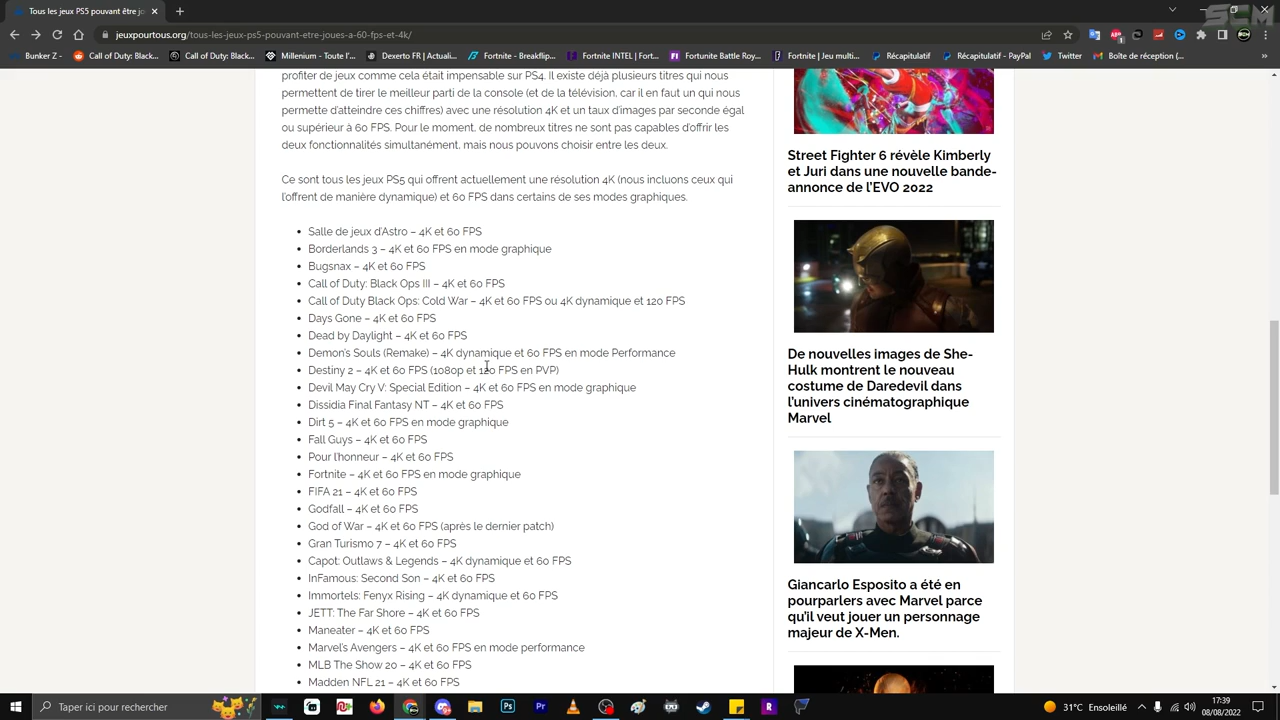 Tous les jeux PS5 pouvant être jo
jeuxpourtous.org/tous-les-jeux-ps5-pouvant-etre-joues-a-60-fps-et-4k/
Bunker Z -
Call of Duty: Black...
Call of Duty: Black...
Millenium - Toute l'...
Dexerto FR | Actuali...
Fortnite - Breakflip...
Fortnite INTEL | Fort...
Fortunite Battle Roy...
Fortnite | Jeu multi...
Récapitulatif
Récapitulatif - PayPal
Twitter
Boîte de réception (...
profiter de jeux comme cela était impensable sur PS4. Il existe déjà plusieurs titres qui nous
permettent de tirer le meilleur parti de la console (et de la télévision, car il en faut un qui nous
permette d'atteindre ces chiffres) avec une résolution 4K et un taux d'images par seconde égal
ou supérieur à 60 FPS. Pour le moment, de nombreux titres ne sont pas capables d'offrir les
deux fonctionnalités simultanément, mais nous pouvons choisir entre les deux.
Ce sont tous les jeux PS5 qui offrent actuellement une résolution 4K (nous incluons ceux qui
l'offrent de manière dynamique) et 60 FPS dans certains de ses modes graphiques.
Salle de jeux d'Astro – 4K et 60 FPS
• Borderlands 3 – 4K et 60 FPS en mode graphique
• Bugsnax – 4K et 60 FPS
• Call of Duty: Black Ops III – 4K et 60 FPS
• Call of Duty Black Ops: Cold War – 4K et 60 FPS ou 4K dynamique et 120 FPS
• Days Gone – 4K et 60 FPS
• Dead by Daylight – 4K et 60 FPS
• Demon's Souls (Remake) – 4K dynamique et 60 FPS en mode Performance
• Destiny 2 – 4K et 60 FPS (1080p et 120 FPS en PVP)
• Devil May Cry V: Special Edition – 4K et 60 FPS en mode graphique
• Dissidia Final Fantasy NT – 4K et 60 FPS
• Dirt 5 – 4K et 60 FPS en mode graphique
• Fall Guys – 4K et 60 FPS
• Pour l'honneur – 4K et 60 FPS
• Fortnite – 4K et 60 FPS en mode graphique
• FIFA 21 – 4K et 60 FPS
• Godfall – 4K et 60 FPS
• God of War – 4K et 60 FPS (après le dernier patch)
• Gran Turismo 7 – 4K et 60 FPS
• Capot: Outlaws & Legends – 4K dynamique et 60 FPS
• InFamous: Second Son – 4K et 60 FPS
• Immortels: Fenyx Rising – 4K dynamique et 60 FPS
• JETT: The Far Shore – 4K et 60 FPS
• Maneater – 4K et 60 FPS
• Marvel's Avengers – 4K et 60 FPS en mode performance
• MLB The Show 20 – 4K et 60 FPS
• Madden NFL 21 – 4K et 60 FPS
Street Fighter 6 révèle Kimberly
et Juri dans une nouvelle bande-
annonce de l'EVO 2022
De nouvelles images de She-
Hulk montrent le nouveau
costume de Daredevil dans
l'univers cinématographique
Marvel
Giancarlo Esposito a été en
pourparlers avec Marvel parce
qu'il veut jouer un personnage
majeur de X-Men.
Taper ici pour rechercher
31°C Ensoleillé
17:39
08/08/2022